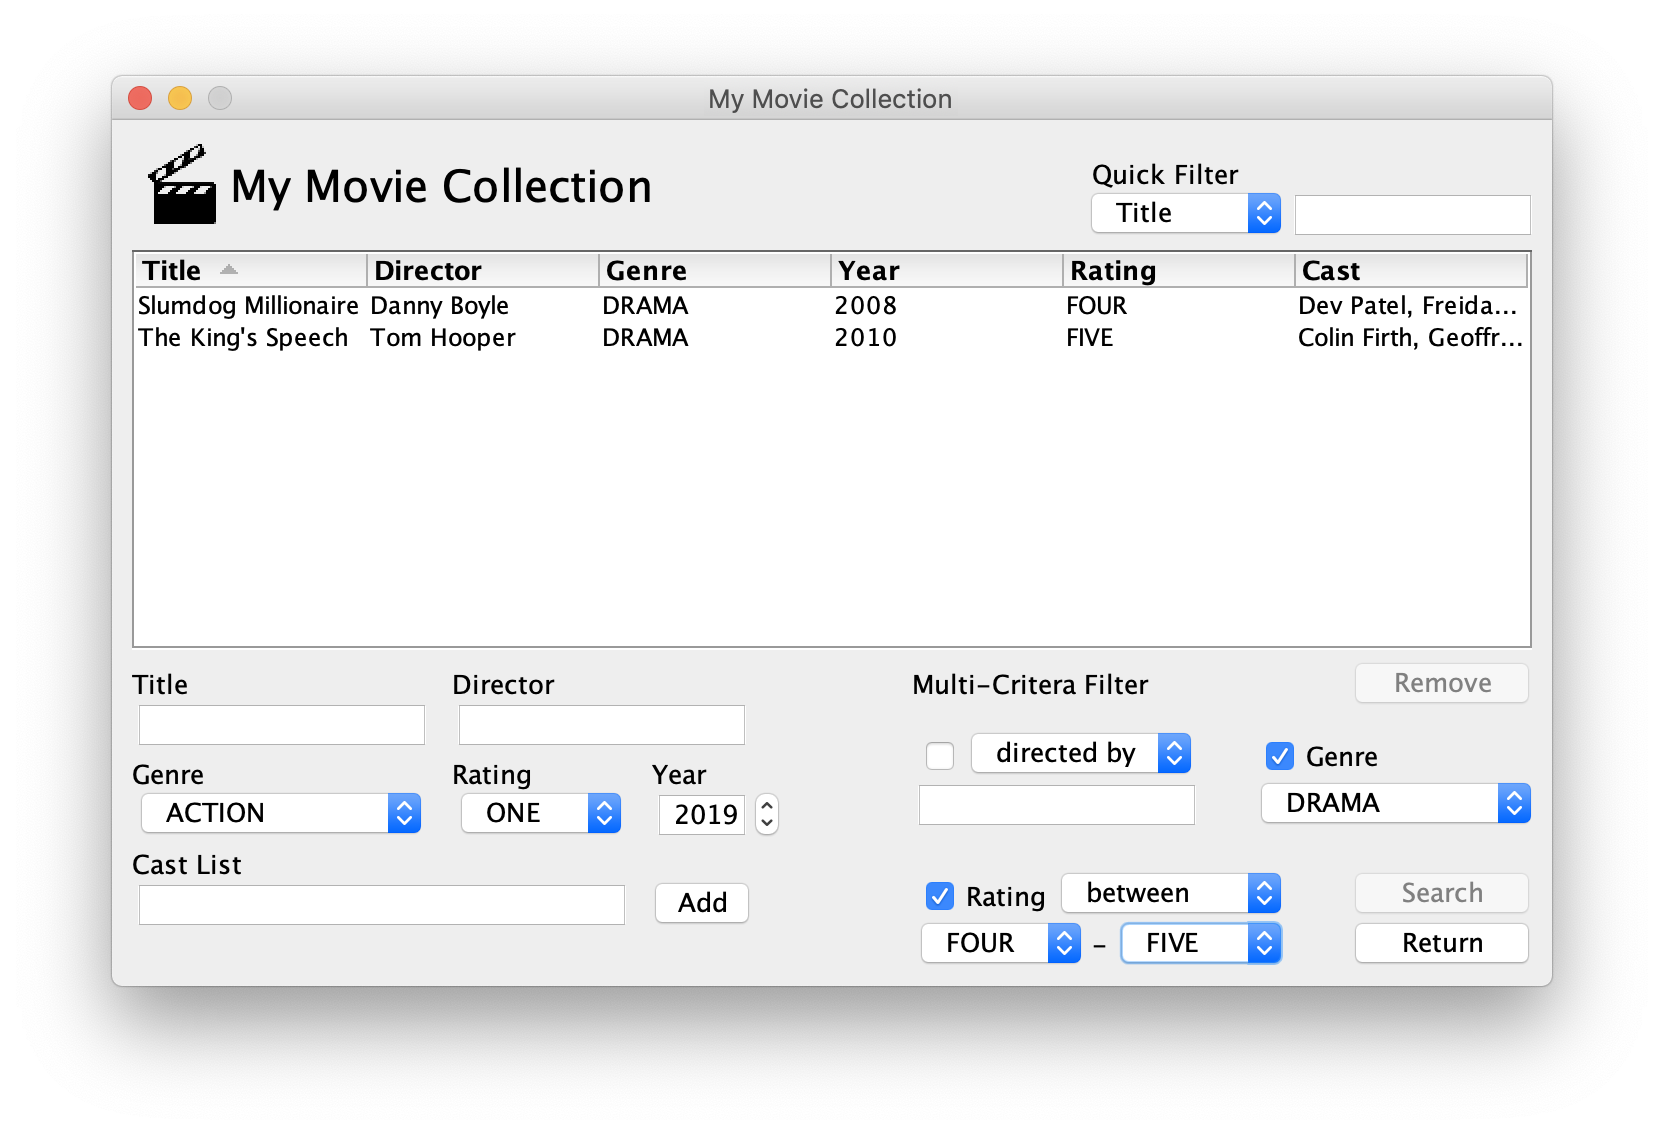 My Movie Collection
My Movie Collection
Quick Filter
Title
Title Director Genre Year Rating Cast
Slumdog Millionaire Danny Boyle DRAMA 2008 FOUR Dev Patel, Freida...
The King's Speech Tom Hooper DRAMA 2010 FIVE Colin Firth, Geoffr...
Title Director Multi-Critera Filter Remove
directed by Genre
Genre Rating Year
ACTION ONE 2019 DRAMA
Cast List
Add Rating between Search
FOUR - FIVE Return